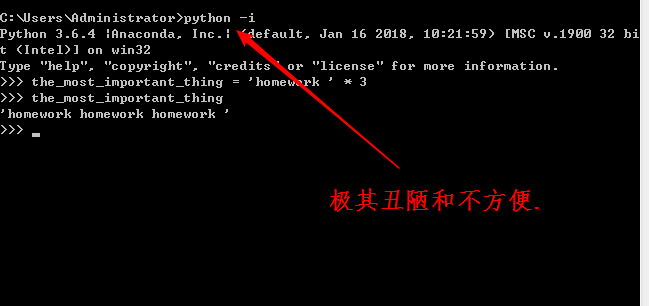 C:\Users\Administrator>python -i
Python 3.6.4 |Anaconda, Inc.| (default, Jan 16 2018, 10:21:59) [MSC v.1900 32 bi
t (Intel)] on win32
Type "help", "copyright", "credits" or "license" for more information.
>>> the_most_important_thing = 'homework ' * 3
>>> the_most_important_thing
'homework homework homework '
>>> _
极其丑陋和不方便.